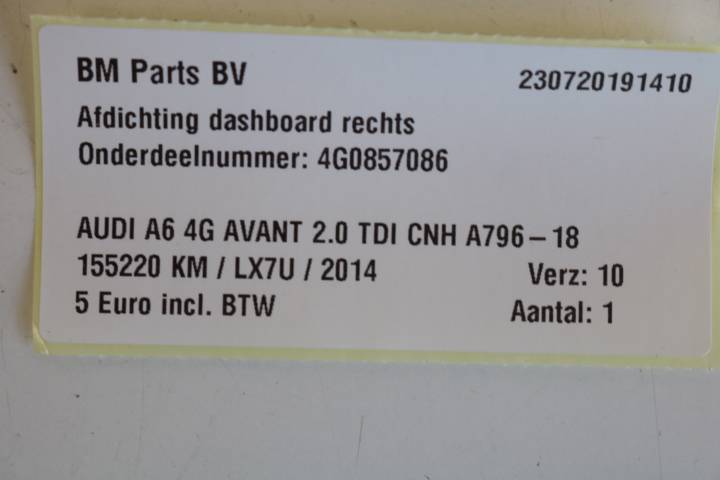 BM Parts BV 230720191410
Afdichting dashboard rechts
Onderdeelnummer: 4G0857086
AUDI A6 4G AVANT 2.0 TDI CNH A796-18
155220 KM / LX7U / 2014 Verz: 10
5 Euro incl. BTW Aantal: 1